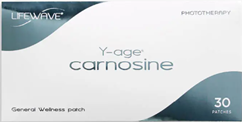 LIFEWAVE®
PHOTOTHERAPY
Y-age®
carnosine
General Wellness patch
30
PATCHES